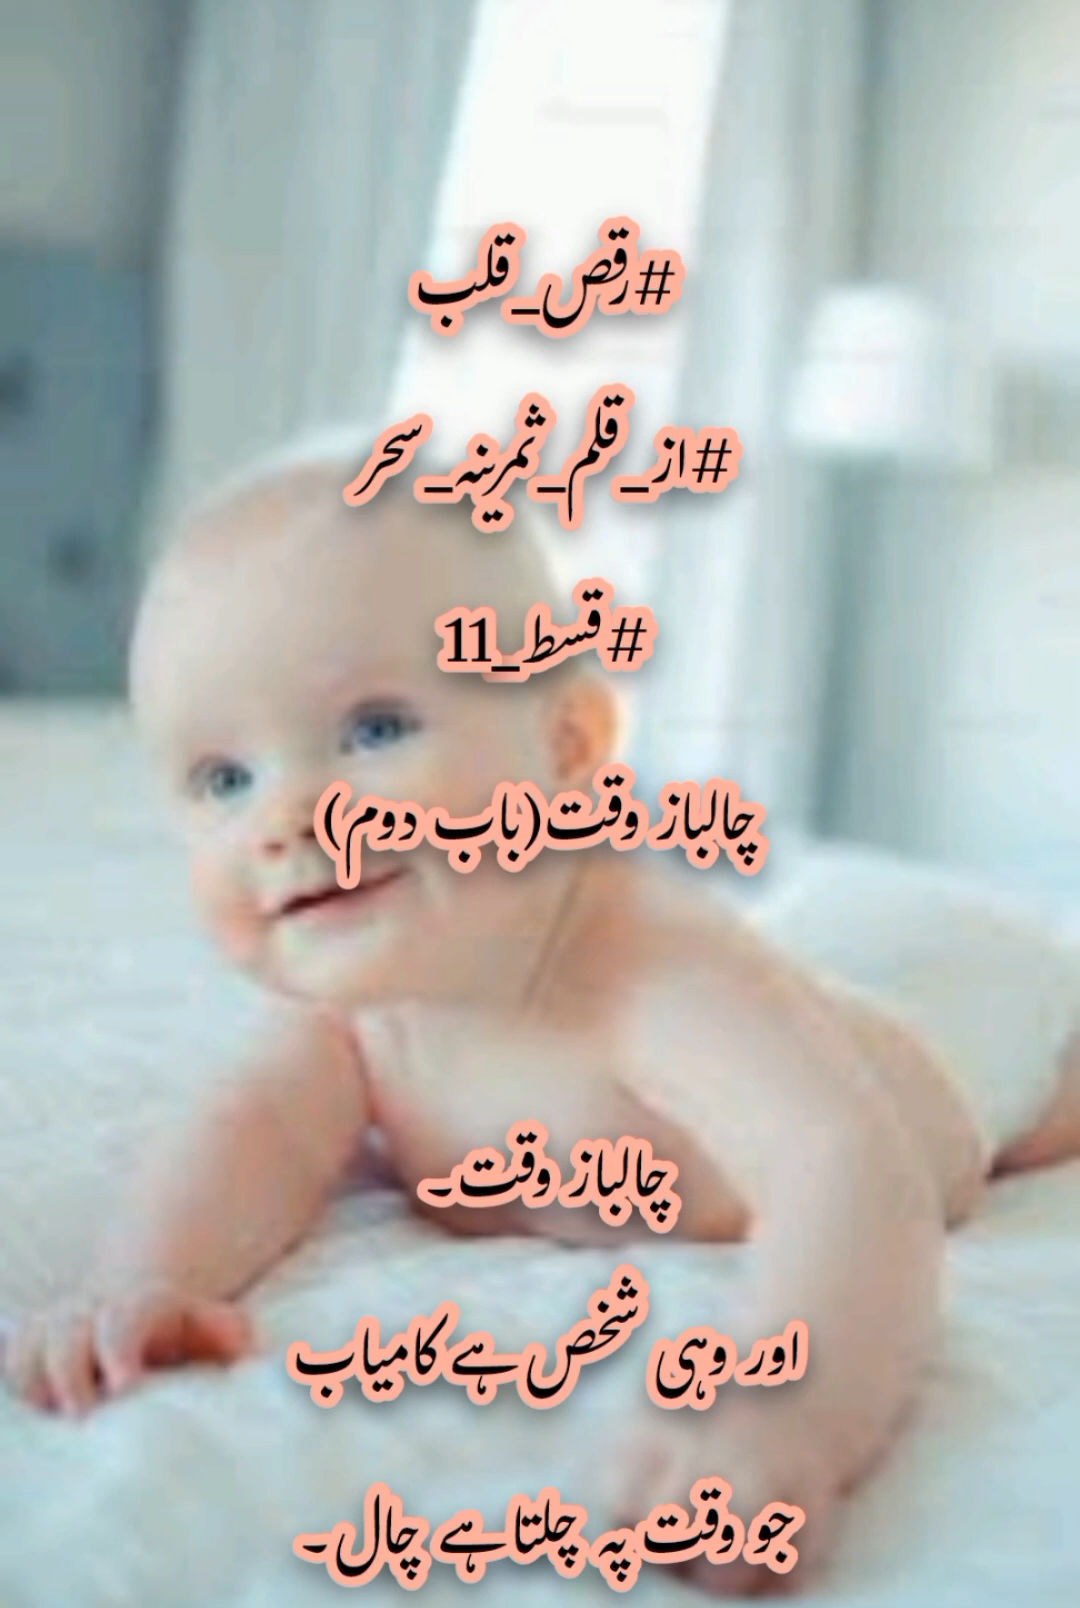 #رقص_قلب
#از_قلم_ثمرینہ_سحر
#قسط_11
چالباز وقت(باب دوم)
چالباز وقت۔
اور وہی شخص ہے کامیاب
جو وقت پہ چلتا ہے چال۔